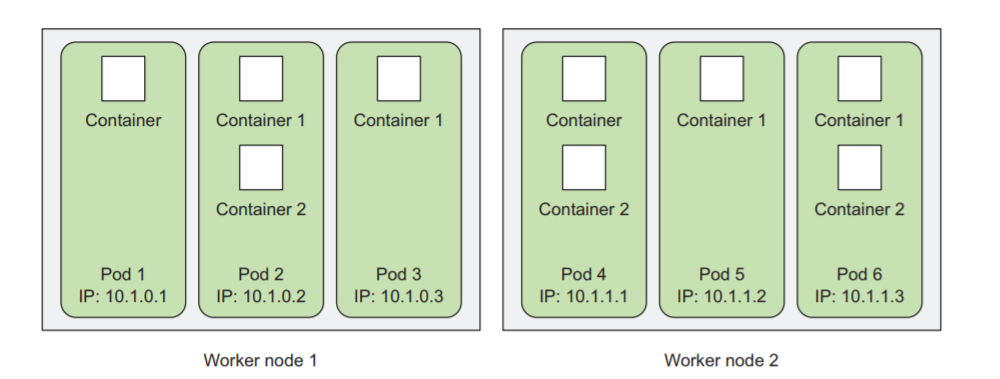 Container
Container 1
Container 1
Container 2
Pod 1
IP: 10.1.0.1
Pod 2
IP: 10.1.0.2
Pod 3
IP: 10.1.0.3
Worker node 1
Container
Container 1
Container 1
Container 2
Container 2
Pod 4
IP: 10.1.1.1
Pod 5
IP: 10.1.1.2
Pod 6
IP: 10.1.1.3
Worker node 2